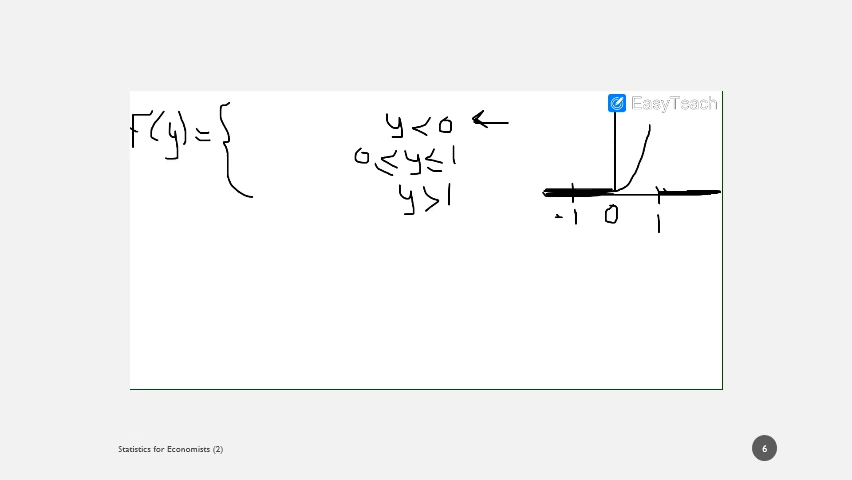 EasyTeach
F(y) = {
y < 0 ←
0 ≤ y ≤ 1
y > 1
-1 0 1
Statistics for Economists (2)
6